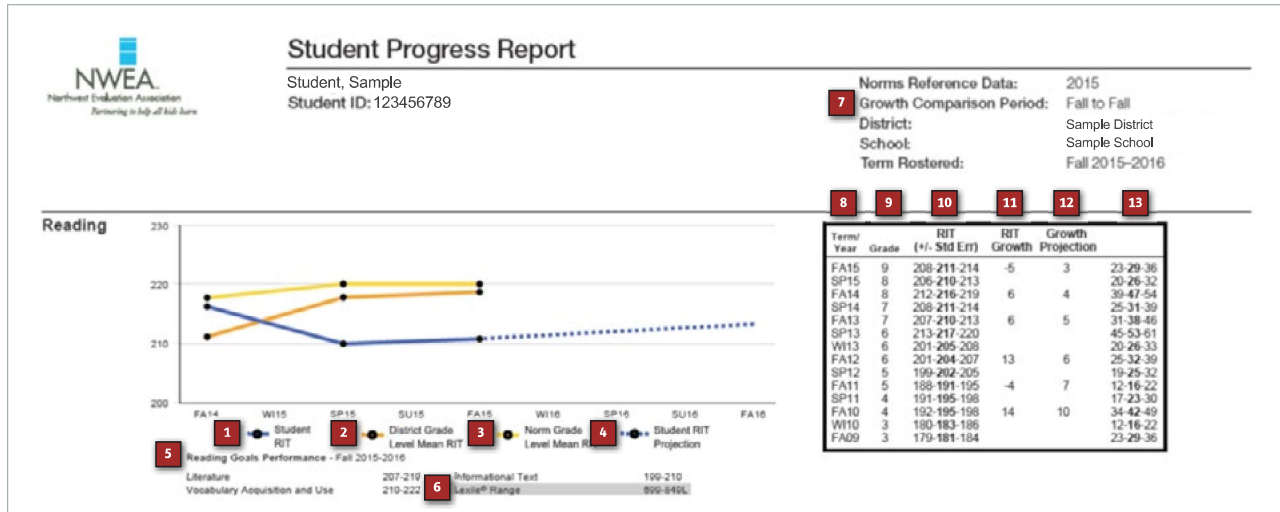 Student Progress Report
NWEA
Northwest Evaluation Association
Partnering to help all kids learn
Student, Sample
Student ID: 123456789
Norms Reference Data: 2015
7 Growth Comparison Period: Fall to Fall
District: Sample District
School: Sample School
Term Rostered: Fall 2015–2016
Reading
230
220
210
200
FA14 WI15 SP15 SU15 FA15 WI16 SP16 SU16 FA16
1 Student RIT
2 District Grade Level Mean RIT
3 Norm Grade Level Mean RIT
4 Student RIT Projection
5 Reading Goals Performance - Fall 2015-2016
Literature 207-219
Vocabulary Acquisition and Use 210-222
Informational Text 199-210
6 Lexile® Range 699-849L
8 9 10 11 12 13
Term/Year Grade RIT (+/- Std Err) RIT Growth Growth Projection
FA15 9 208-211-214 -5 3 23-29-36
SP15 8 206-210-213 20-26-32
FA14 8 212-216-219 6 4 39-47-54
SP14 7 208-211-214 25-31-39
FA13 7 207-210-213 6 5 31-38-46
SP13 6 213-217-220 45-53-61
WI13 6 201-205-208 20-26-33
FA12 6 201-204-207 13 6 25-32-39
SP12 5 199-202-205 19-25-32
FA11 5 188-191-195 -4 7 12-16-22
SP11 4 191-195-198 17-23-30
FA10 4 192-195-198 14 10 34-42-49
WI10 3 180-183-186 12-16-22
FA09 3 179-181-184 23-29-36